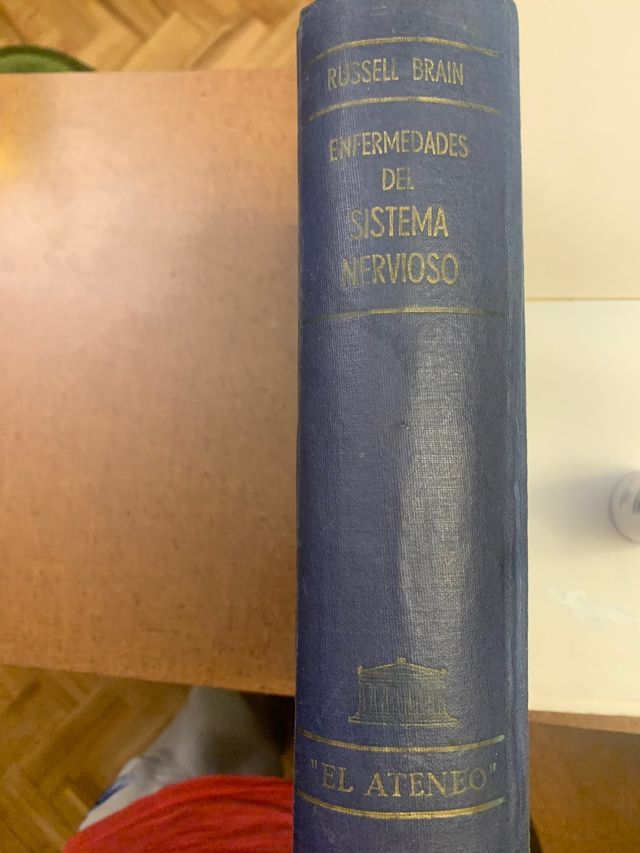 RUSSELL BRAIN
ENFERMEDADES
DEL
SISTEMA
NERVIOSO
"EL ATENEO"